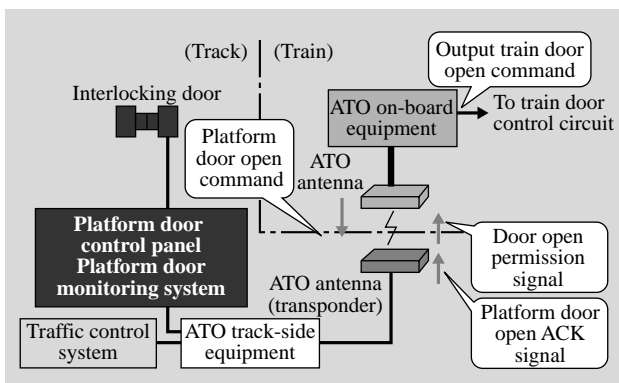 (Track)
(Train)
Output train door
open command
Interlocking door
ATO on-board
equipment
To train door
control circuit
Platform
door open
command
ATO
antenna
Platform door
control panel
Platform door
monitoring system
Door open
permission
signal
ATO antenna
(transponder)
Platform door
open ACK
signal
Traffic control
system
ATO track-side
equipment